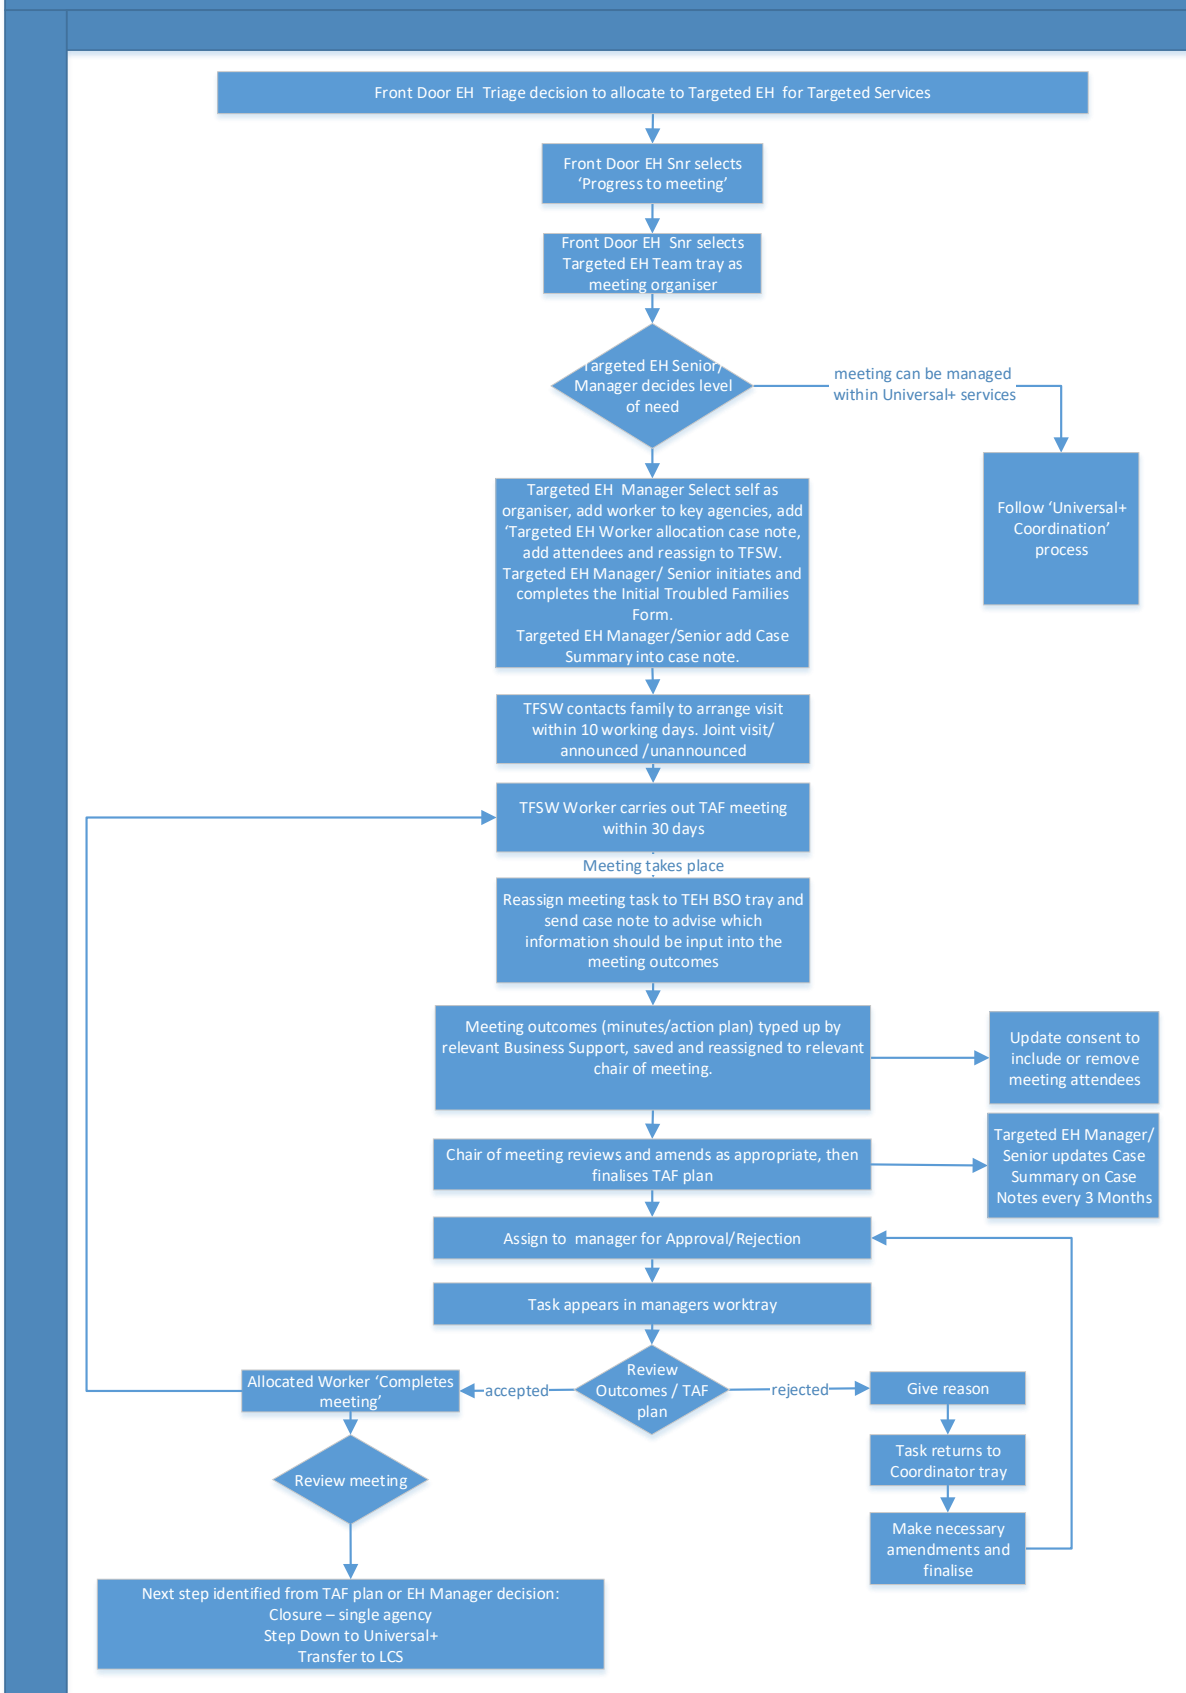 Front Door EH  Triage decision to allocate to Targeted EH  for Targeted Services
Front Door EH Snr selects
‘Progress to meeting’
Front Door EH  Snr selects
Targeted EH Team tray as
meeting organiser
Targeted EH Senior/
Manager decides level
of need
meeting can be managed
within Universal+ services
Follow ‘Universal+
Coordination’
process
Targeted EH  Manager Select self as
organiser, add worker to key agencies, add
‘Targeted EH Worker allocation case note,
add attendees and reassign to TFSW.
Targeted EH Manager/ Senior initiates and
completes the Initial Troubled Families
Form.
Targeted EH Manager/Senior add Case
Summary into case note.
TFSW contacts family to arrange visit
within 10 working days. Joint visit/
announced /unannounced
TFSW Worker carries out TAF meeting
within 30 days
Meeting takes place
Reassign meeting task to TEH BSO tray and
send case note to advise which
information should be input into the
meeting outcomes
Meeting outcomes (minutes/action plan) typed up by
relevant Business Support, saved and reassigned to relevant
chair of meeting.
Update consent to
include or remove
meeting attendees
Chair of meeting reviews and amends as appropriate, then
finalises TAF plan
Targeted EH Manager/
Senior updates Case
Summary on Case
Notes every 3 Months
Assign to  manager for Approval/Rejection
Task appears in managers worktray
Review
Outcomes / TAF
plan
accepted
rejected
Allocated Worker ‘Completes
meeting’
Give reason
Review meeting
Task returns to
Coordinator tray
Make necessary
amendments and
finalise
Next step identified from TAF plan or EH Manager decision:
Closure – single agency
Step Down to Universal+
Transfer to LCS